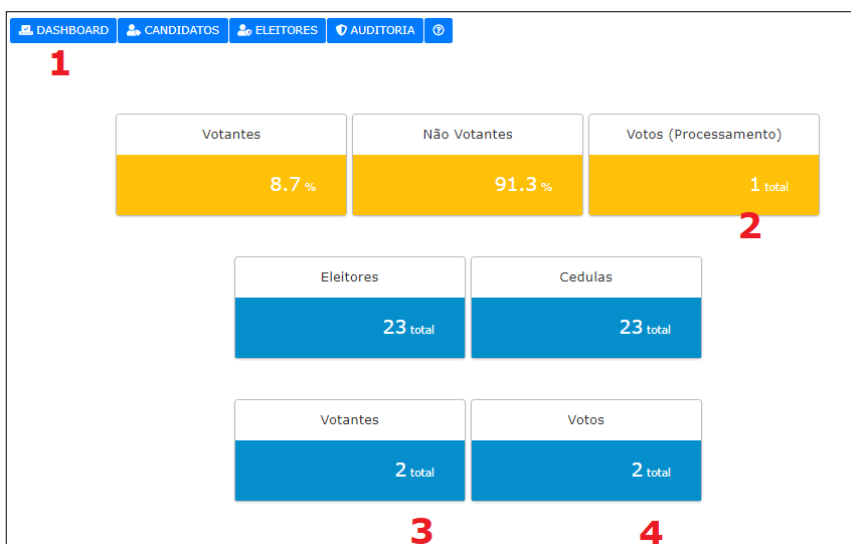 DASHBOARD CANDIDATOS ELEITORES AUDITORIA ?
1
Votantes Não Votantes Votos (Processamento)
8.7 % 91.3 % 1 total
2
Eleitores Cedulas
23 total 23 total
Votantes Votos
2 total 2 total
3 4